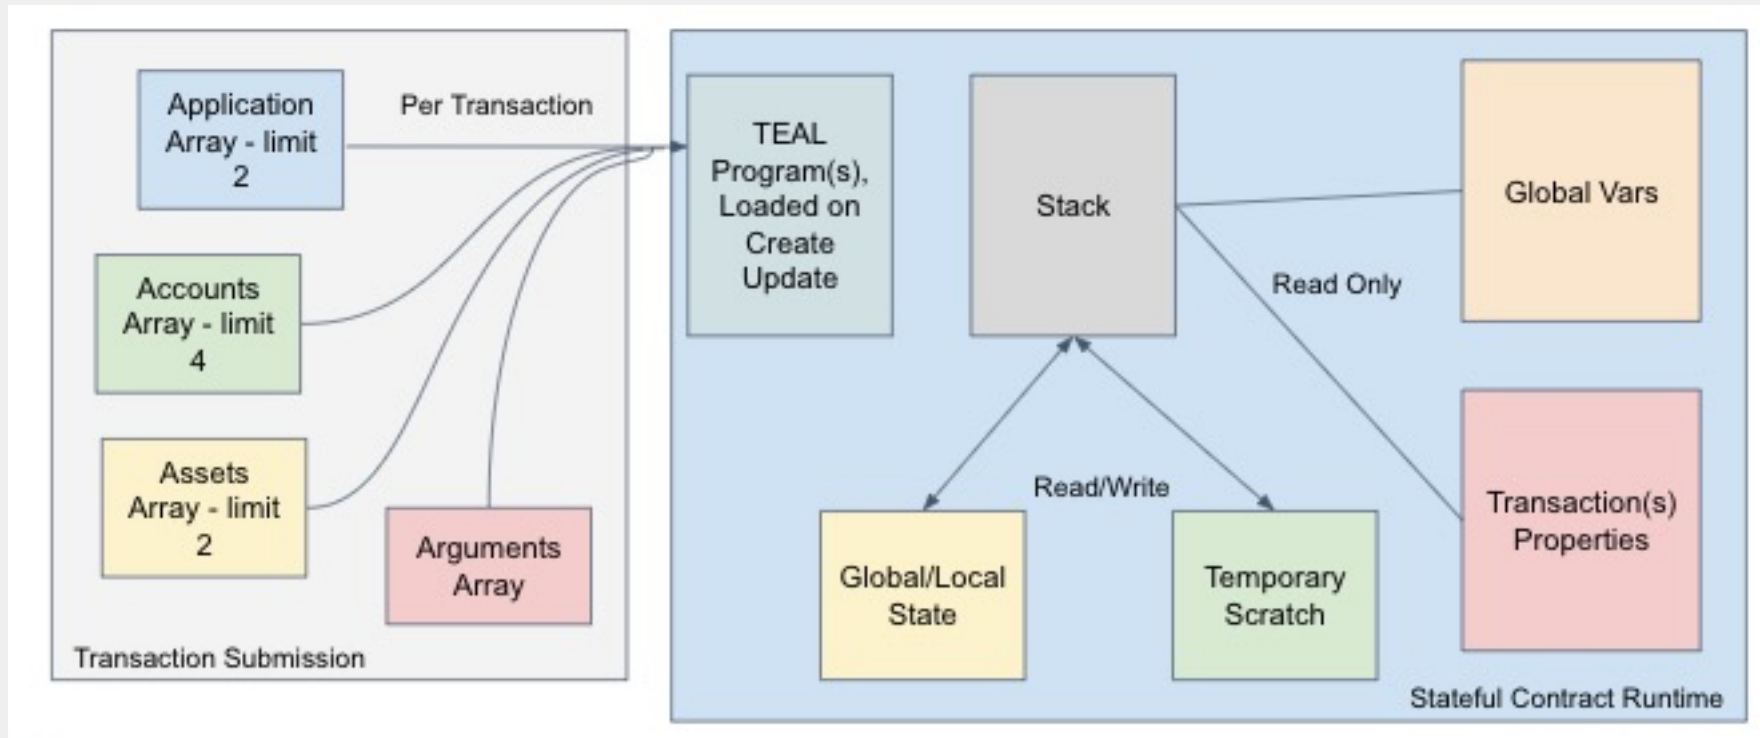 Application
Array - limit
2
Per Transaction
Accounts
Array - limit
4
Assets
Array - limit
2
Arguments
Array
Transaction Submission
TEAL
Program(s),
Loaded on
Create
Update
Stack
Global Vars
Read Only
Read/Write
Global/Local
State
Temporary
Scratch
Transaction(s)
Properties
Stateful Contract Runtime